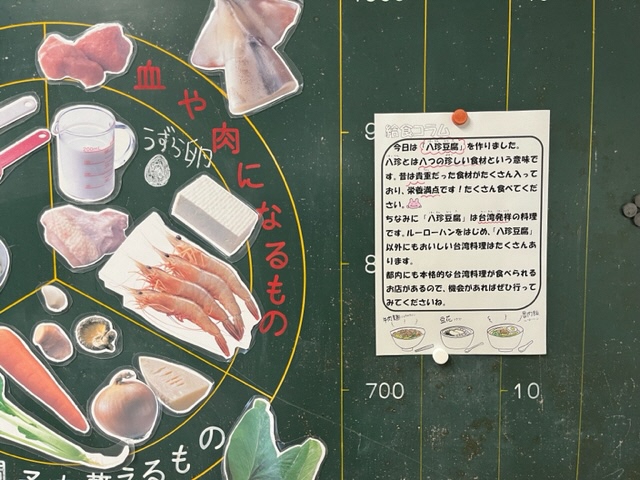 血や肉になるもの
うずら卵
給食コラム
今日は「八珍豆腐」を作りました。
八珍とは八つの珍しい食材という意味で
す。昔は貴重だった食材がたくさん入って
おり、栄養満点です！たくさん食べてくだ
さい。
ちなみに「八珍豆腐」は台湾発祥の料理
です。ルーローハンをはじめ、「八珍豆腐」
以外にもおいしい台湾料理はたくさんあ
ります。
都内にも本格的な台湾料理が食べられる
お店があるので、機会があればぜひ行って
みてくださいね。
牛肉麺
豆花
700
10
えるもの